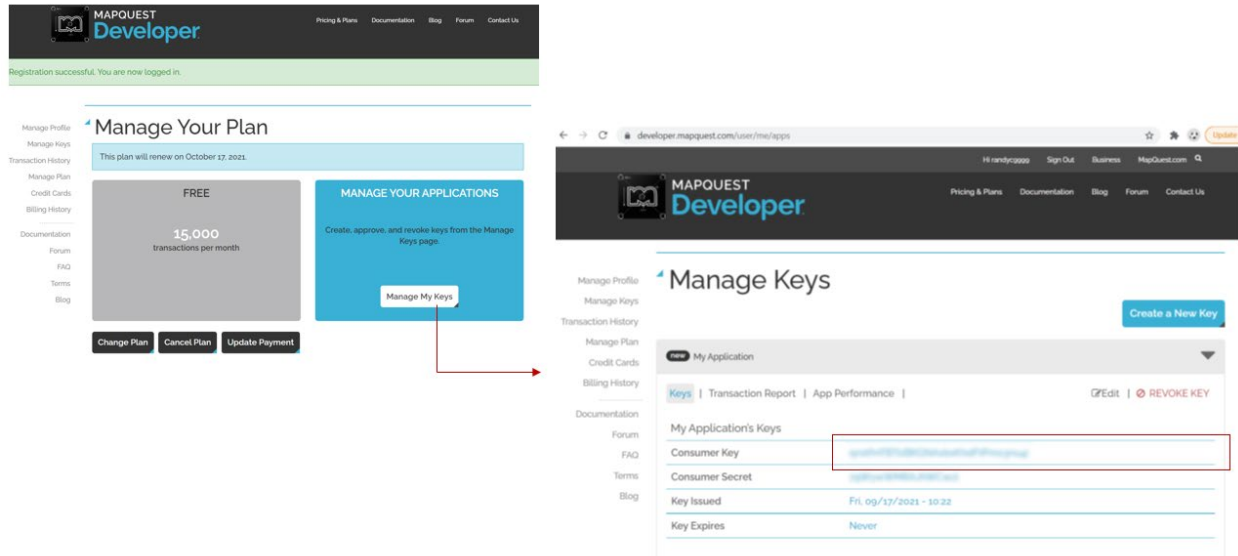 MAPQUEST
Developer
Pricing & Plans Documentation Blog Forum Contact Us
Registration successful. You are now logged in.
Manage Profile
Manage Keys
Transaction History
Manage Plan
Credit Cards
Billing History
Documentation
Forum
FAQ
Terms
Blog
Manage Your Plan
This plan will renew on October 17, 2021.
FREE
15,000
transactions per month
MANAGE YOUR APPLICATIONS
Create, approve, and revoke keys from the Manage
Keys page.
Manage My Keys
Change Plan Cancel Plan Update Payment
developer.mapquest.com/user/me/apps
Update
Hi randycgggg Sign Out Business MapQuest.com
MAPQUEST
Developer
Pricing & Plans Documentation Blog Forum Contact Us
Manage Profile
Manage Keys
Transaction History
Manage Plan
Credit Cards
Billing History
Documentation
Forum
FAQ
Terms
Blog
Manage Keys
Create a New Key
new My Application
Keys | Transaction Report | App Performance |
Edit | REVOKE KEY
My Application's Keys
Consumer Key
Consumer Secret
Key Issued Fri, 09/17/2021 - 10:22
Key Expires Never